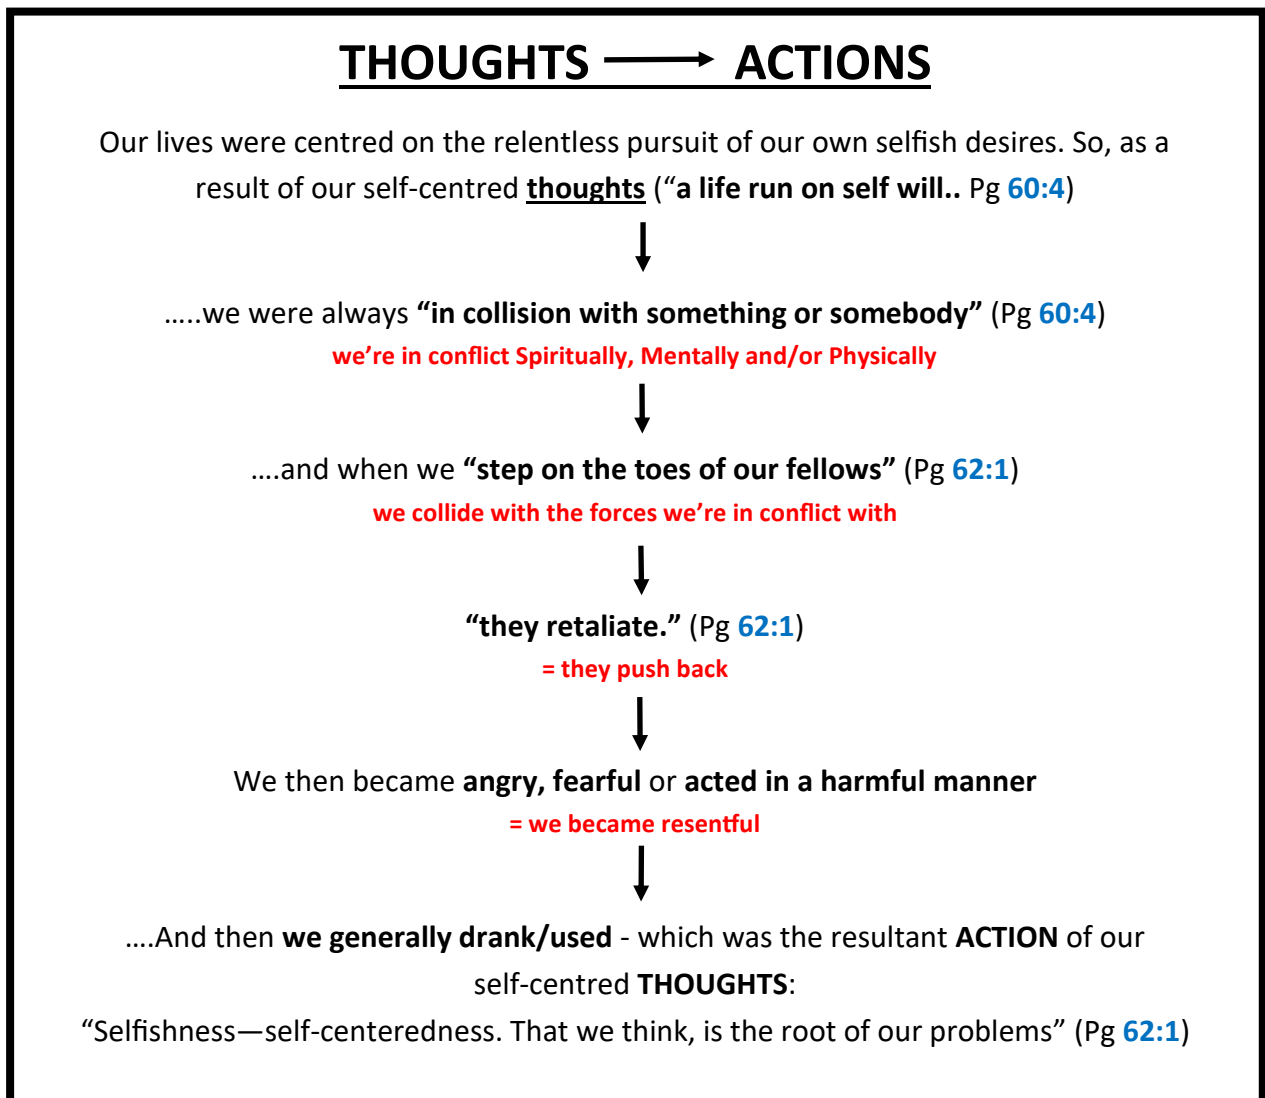 THOUGHTS → ACTIONS
Our lives were centred on the relentless pursuit of our own selfish desires. So, as a
result of our self-centred thoughts (“a life run on self will.. Pg 60:4)
…..we were always “in collision with something or somebody” (Pg 60:4)
we’re in conflict Spiritually, Mentally and/or Physically
….and when we “step on the toes of our fellows” (Pg 62:1)
we collide with the forces we’re in conflict with
“they retaliate.” (Pg 62:1)
= they push back
We then became angry, fearful or acted in a harmful manner
= we became resentful
….And then we generally drank/used - which was the resultant ACTION of our
self-centred THOUGHTS:
“Selfishness—self-centeredness. That we think, is the root of our problems” (Pg 62:1)